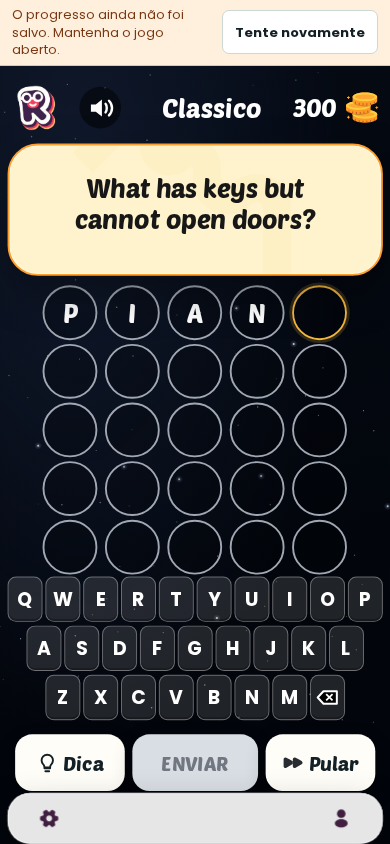 O progresso ainda não foi
salvo. Mantenha o jogo
aberto.
Tente novamente
Classico
300
What has keys but
cannot open doors?
P I A N
Q W E R T Y U I O P
A S D F G H J K L
Z X C V B N M
Dica
ENVIAR
Pular